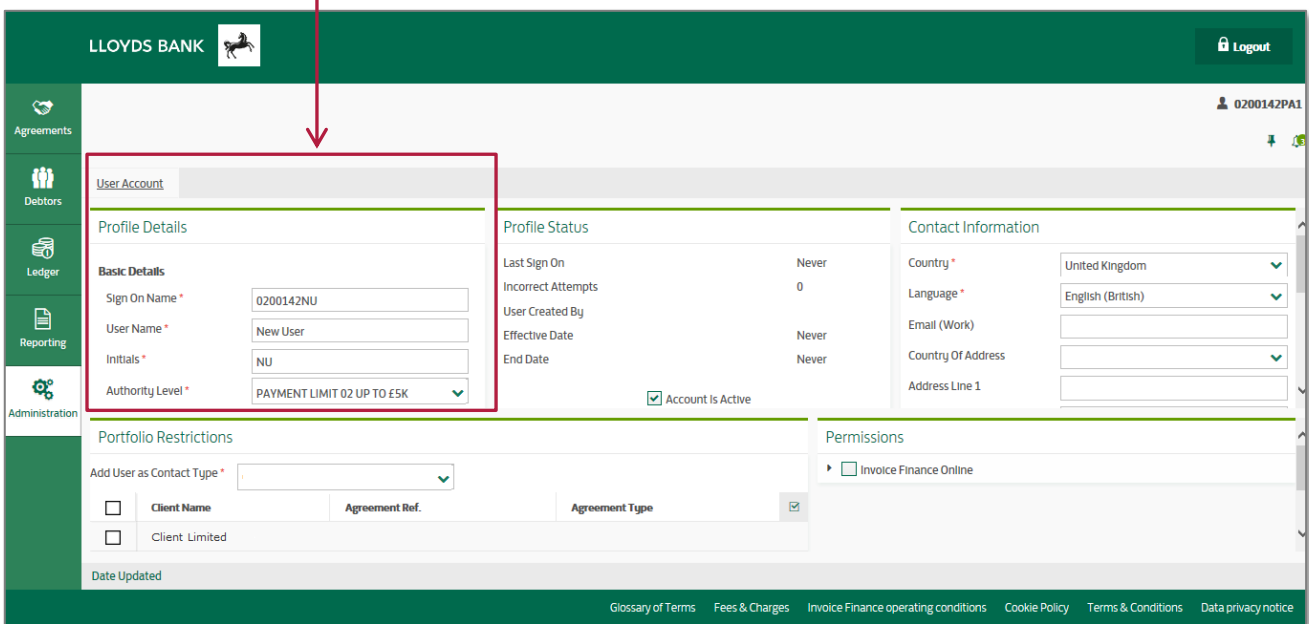 LLOYDS BANK
Logout
0200142PA1
3
Agreements
Debtors
Ledger
Reporting
Administration
User Account
Profile Details
Basic Details
Sign On Name * 0200142NU
User Name * New User
Initials * NU
Authority Level * PAYMENT LIMIT 02 UP TO £5K
Profile Status
Last Sign On Never
Incorrect Attempts 0
User Created By
Effective Date Never
End Date Never
Account Is Active
Contact Information
Country * United Kingdom
Language * English (British)
Email (Work)
Country Of Address
Address Line 1
Portfolio Restrictions
Add User as Contact Type *
Client Name Agreement Ref. Agreement Type
Client Limited
Permissions
Invoice Finance Online
Date Updated
Glossary of Terms Fees & Charges Invoice Finance operating conditions Cookie Policy Terms & Conditions Data privacy notice